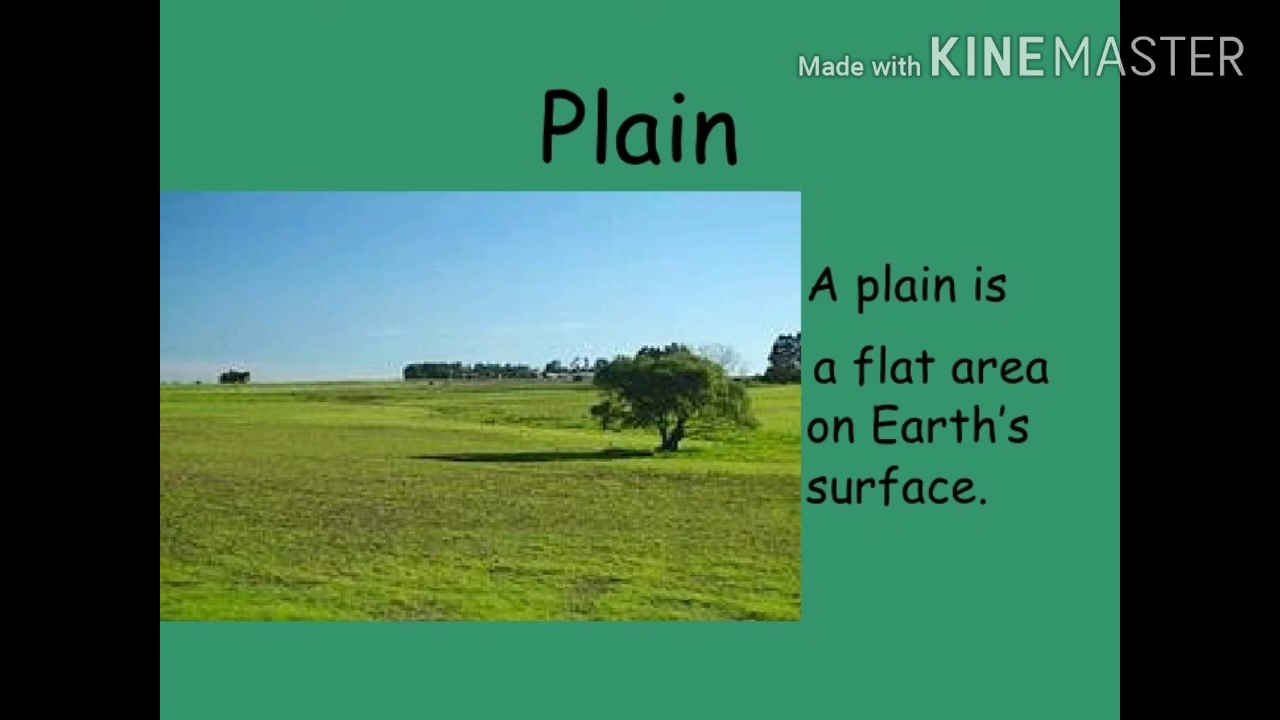 Made with KINEMASTER
Plain
A plain is
a flat area
on Earth's
surface.